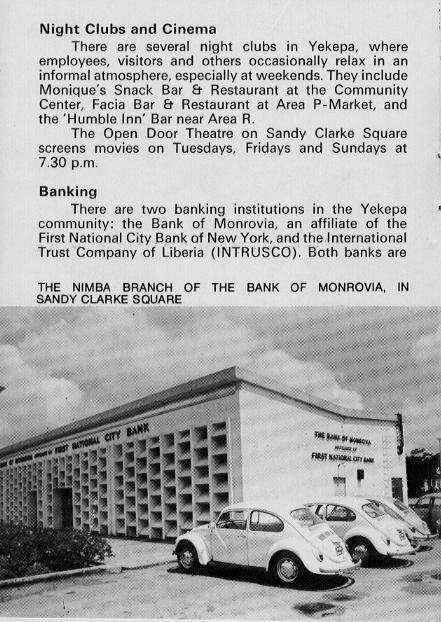 Night Clubs and Cinema
There are several night clubs in Yekepa, where
employees, visitors and others occasionally relax in an
informal atmosphere, especially at weekends. They include
Monique's Snack Bar & Restaurant at the Community
Center, Facia Bar & Restaurant at Area P-Market, and
the 'Humble Inn' Bar near Area R.
The Open Door Theatre on Sandy Clarke Square
screens movies on Tuesdays, Fridays and Sundays at
7.30 p.m.
Banking
There are two banking institutions in the Yekepa
community: the Bank of Monrovia, an affiliate of the
First National City Bank of New York, and the International
Trust Company of Liberia (INTRUSCO). Both banks are
THE NIMBA BRANCH OF THE BANK OF MONROVIA, IN
SANDY CLARKE SQUARE
BANK OF MONROVIA FIRST NATIONAL CITY BANK
THE BANK OF MONROVIA
AFFILIATE OF
FIRST NATIONAL CITY BANK